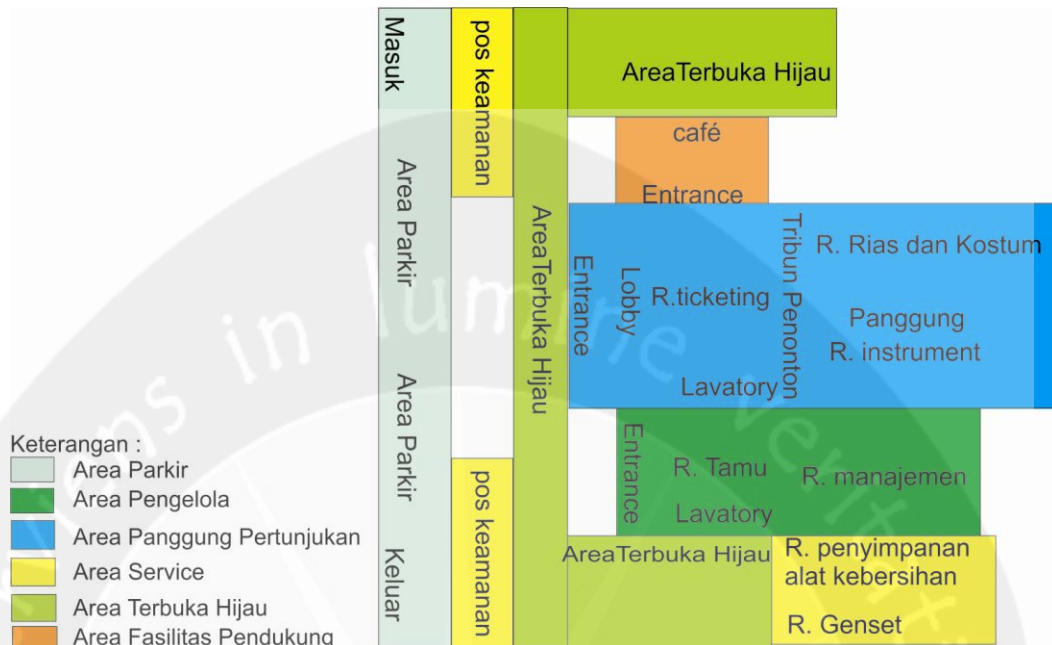 Masuk
pos keamanan
AreaTerbuka Hijau
café
Entrance
Area Parkir
AreaTerbuka Hijau
Entrance
Lobby
R.ticketing
Lavatory
Tribun Penonton
R. Rias dan Kostum
Panggung
R. instrument
Area Parkir
Entrance
R. Tamu
Lavatory
R. manajemen
Keluar
pos keamanan
AreaTerbuka Hijau
R. penyimpanan
alat kebersihan
R. Genset
Keterangan :
Area Parkir
Area Pengelola
Area Panggung Pertunjukan
Area Service
Area Terbuka Hijau
Area Fasilitas Pendukung
in lumine